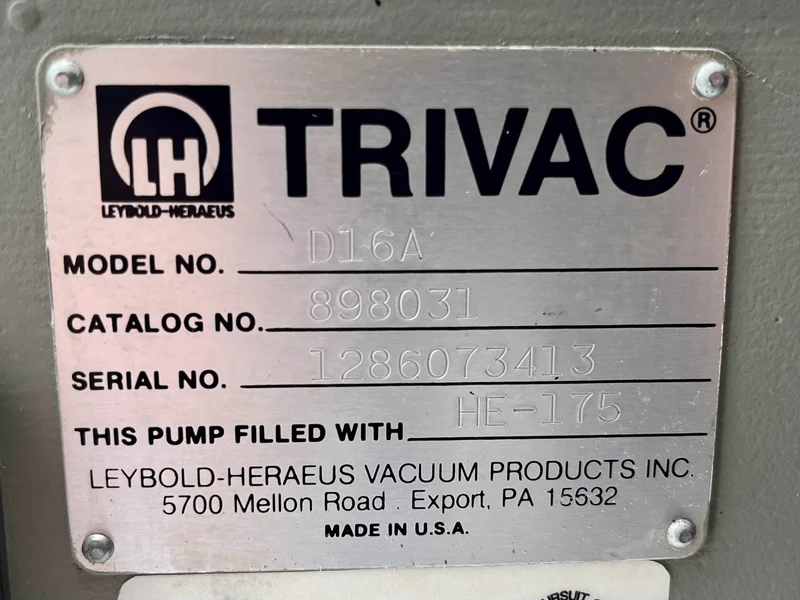 LH TRIVAC®
LEYBOLD-HERAEUS
MODEL NO. D16A
CATALOG NO. 898031
SERIAL NO. 1286073413
THIS PUMP FILLED WITH HE-175
LEYBOLD-HERAEUS VACUUM PRODUCTS INC.
5700 Mellon Road . Export, PA 15632
MADE IN U.S.A.